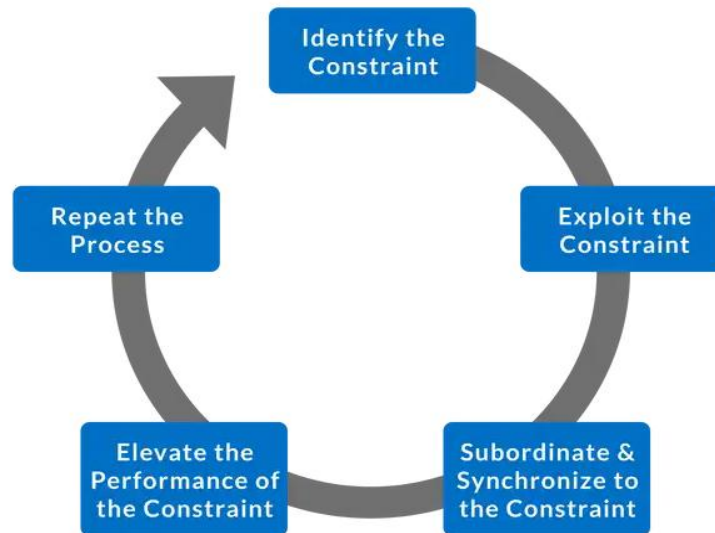 Identify the
Constraint
Exploit the
Constraint
Subordinate &
Synchronize to
the Constraint
Elevate the
Performance of
the Constraint
Repeat the
Process